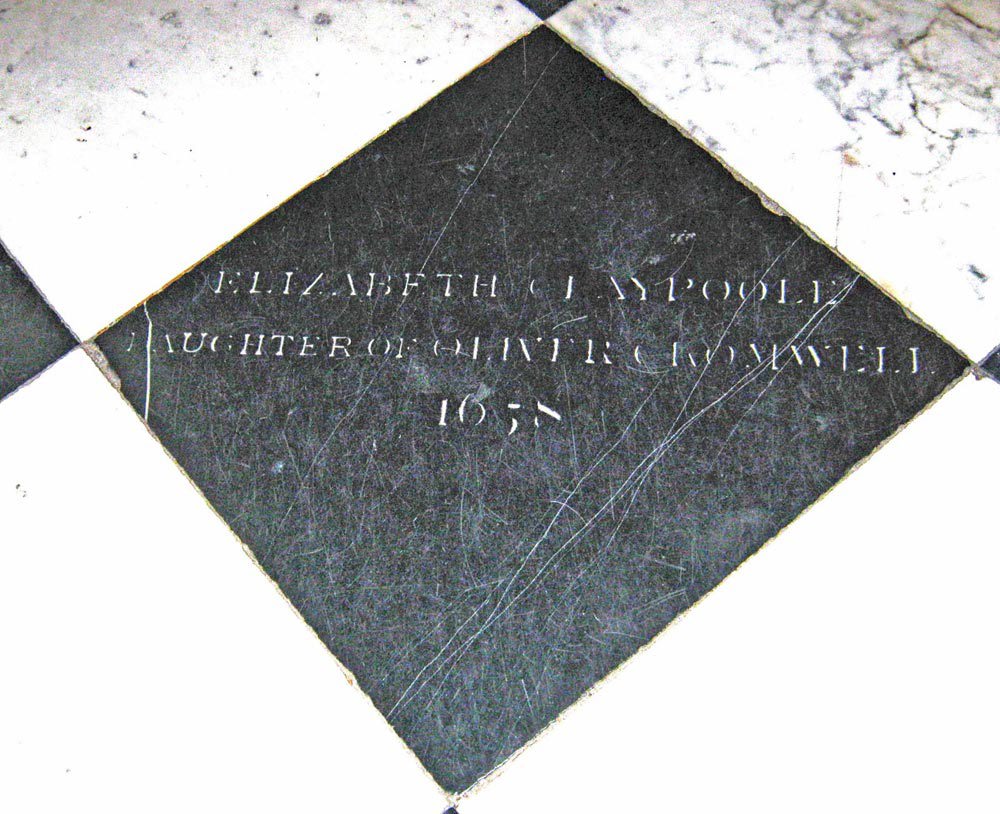 ELIZABETH CLAYPOOLE
DAUGHTER OF OLIVER CROMWELL
1658